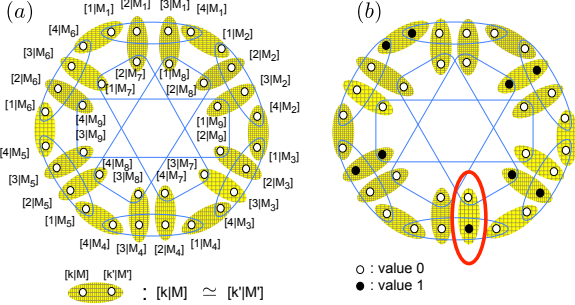 (a)
[1|M₁]
[2|M₁]
[3|M₁]
[4|M₁]
[4|M₆]
[1|M₂]
[3|M₆]
[2|M₂]
[2|M₆]
[3|M₂]
[1|M₆]
[4|M₂]
[2|M₇]
[1|M₈]
[1|M₇]
[2|M₈]
[4|M₉]
[1|M₉]
[3|M₉]
[2|M₉]
[4|M₅]
[1|M₃]
[4|M₈]
[3|M₇]
[3|M₅]
[3|M₈]
[4|M₇]
[2|M₃]
[2|M₅]
[3|M₃]
[1|M₅]
[4|M₃]
[4|M₄]
[3|M₄]
[2|M₄]
[1|M₄]
[k|M] [k'|M'] : [k|M] ≃ [k'|M']
(b)
: value 0
: value 1